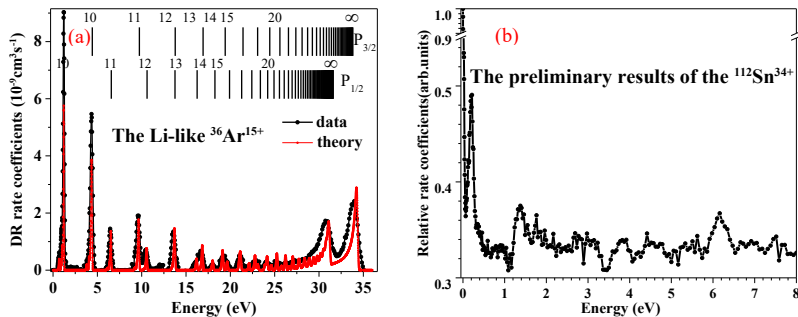 (a)
10 11 12 13 14 15 20 ∞
P3/2
10 11 12 13 14 15 20 ∞
P1/2
The Li-like ³⁶Ar¹⁵⁺
data
theory
DR rate coefficients (10⁻⁹cm³s⁻¹)
8
6
4
2
0
0 5 10 15 20 25 30 35
Energy (eV)
(b)
The preliminary results of the ¹¹²Sn³⁴⁺
Relative rate coefficients(arb.units)
1.0
0.9
0.4
0.3
0 1 2 3 4 5 6 7 8
Energy (eV)